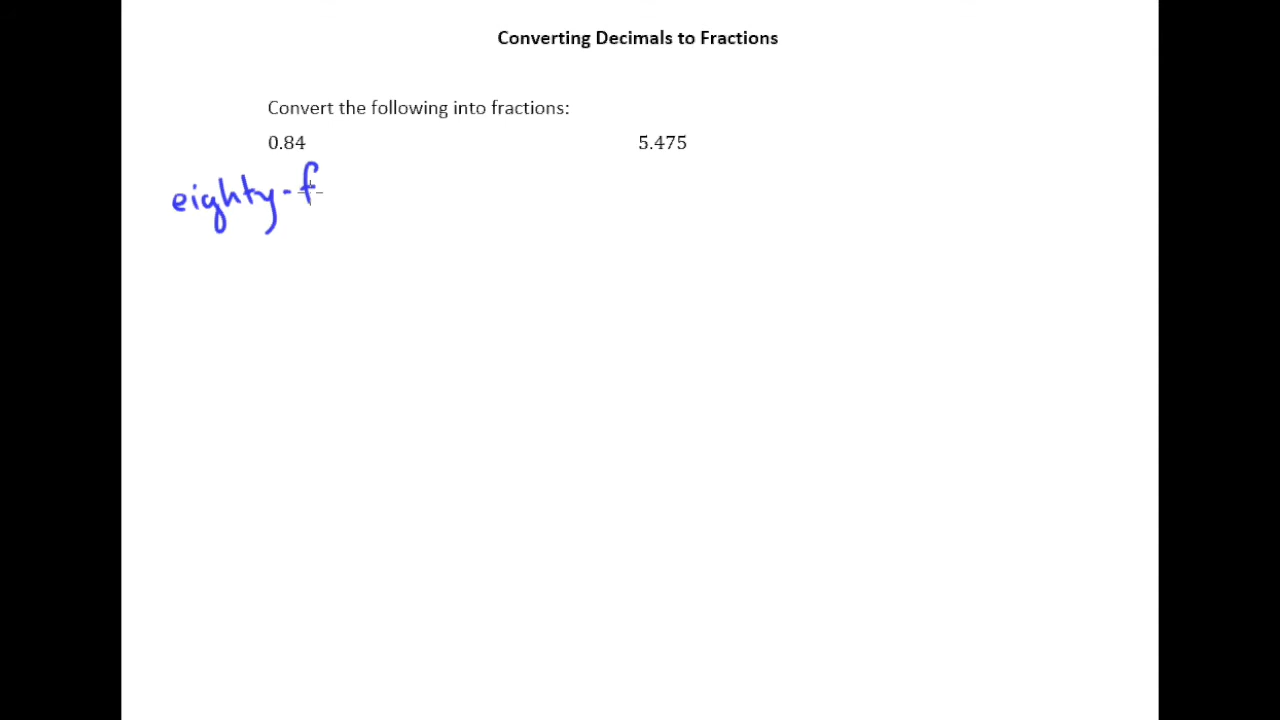 Converting Decimals to Fractions
Convert the following into fractions:
0.84 5.475
eighty-f